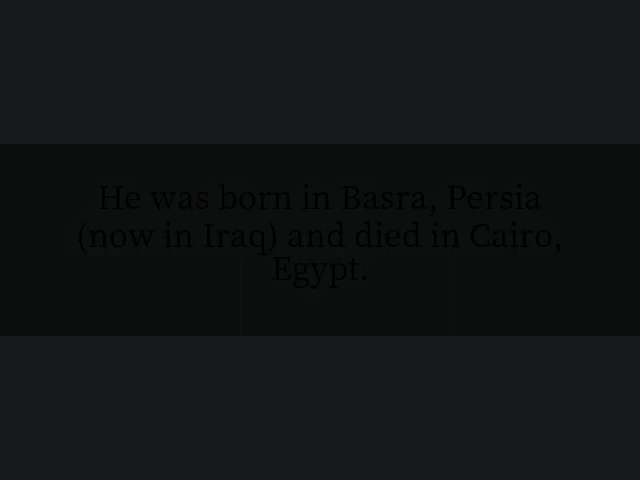 He was born in Basra, Persia
(now in Iraq) and died in Cairo,
Egypt.